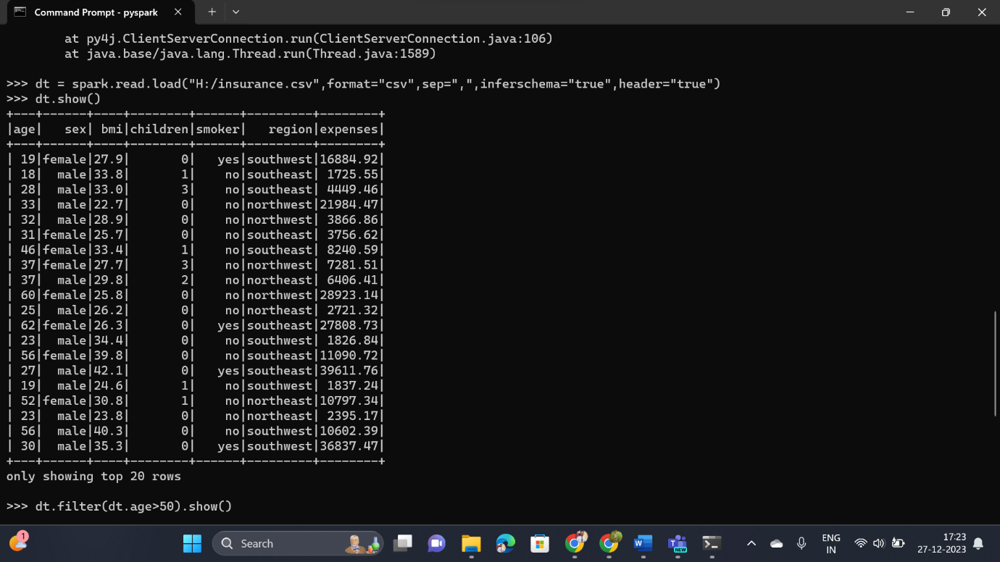 Command Prompt - pyspark
        at py4j.ClientServerConnection.run(ClientServerConnection.java:106)
        at java.base/java.lang.Thread.run(Thread.java:1589)
>>> dt = spark.read.load("H:/insurance.csv",format="csv",sep=",",inferschema="true",header="true")
>>> dt.show()
+---+------+----+--------+------+---------+--------+
|age|   sex| bmi|children|smoker|   region|expenses|
+---+------+----+--------+------+---------+--------+
| 19|female|27.9|       0|   yes|southwest|16884.92|
| 18|  male|33.8|       1|    no|southeast| 1725.55|
| 28|  male|33.0|       3|    no|southeast| 4449.46|
| 33|  male|22.7|       0|    no|northwest|21984.47|
| 32|  male|28.9|       0|    no|northwest| 3866.86|
| 31|female|25.7|       0|    no|southeast| 3756.62|
| 46|female|33.4|       1|    no|southeast| 8240.59|
| 37|female|27.7|       3|    no|northwest| 7281.51|
| 37|  male|29.8|       2|    no|northeast| 6406.41|
| 60|female|25.8|       0|    no|northwest|28923.14|
| 25|  male|26.2|       0|    no|northeast| 2721.32|
| 62|female|26.3|       0|   yes|southeast|27808.73|
| 23|  male|34.4|       0|    no|southwest| 1826.84|
| 56|female|39.8|       0|    no|southeast|11090.72|
| 27|  male|42.1|       0|   yes|southeast|39611.76|
| 19|  male|24.6|       1|    no|southwest| 1837.24|
| 52|female|30.8|       1|    no|northeast|10797.34|
| 23|  male|23.8|       0|    no|northeast| 2395.17|
| 56|  male|40.3|       0|    no|southwest|10602.39|
| 30|  male|35.3|       0|   yes|southwest|36837.47|
+---+------+----+--------+------+---------+--------+
only showing top 20 rows
>>> dt.filter(dt.age>50).show()
1
Search
W
T
NEW
ENG
IN
17:23
27-12-2023